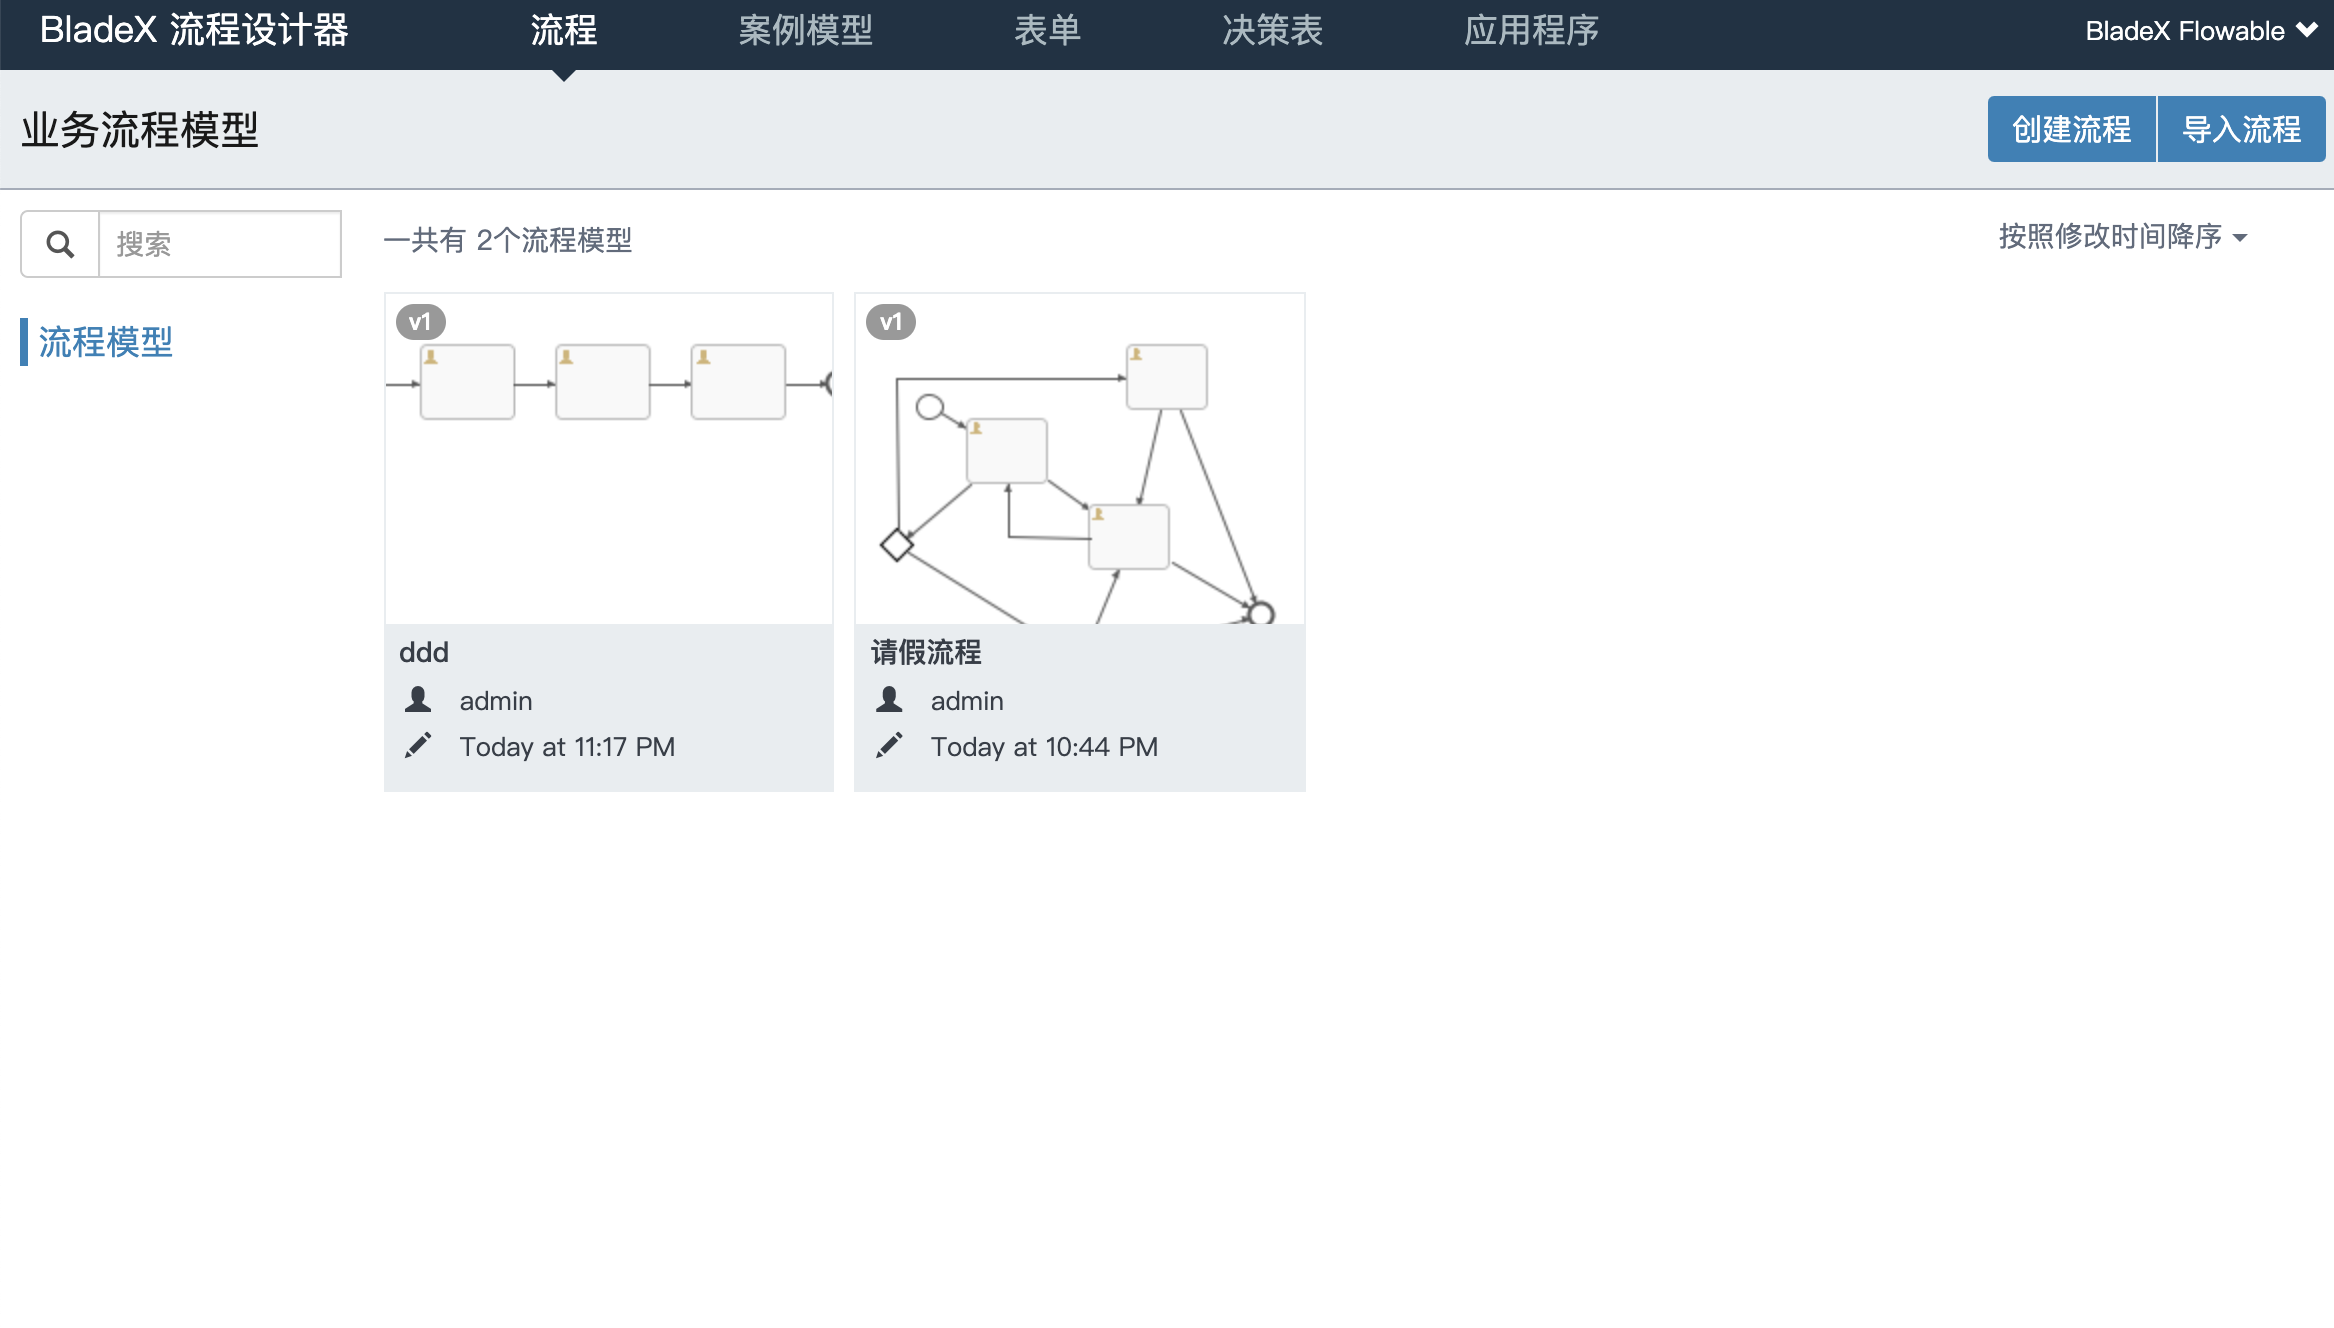 BladeX 流程设计器 流程 案例模型 表单 决策表 应用程序 BladeX Flowable
业务流程模型 创建流程 导入流程
搜索 一共有 2个流程模型 按照修改时间降序
流程模型
v1
ddd
admin
Today at 11:17 PM
v1
请假流程
admin
Today at 10:44 PM